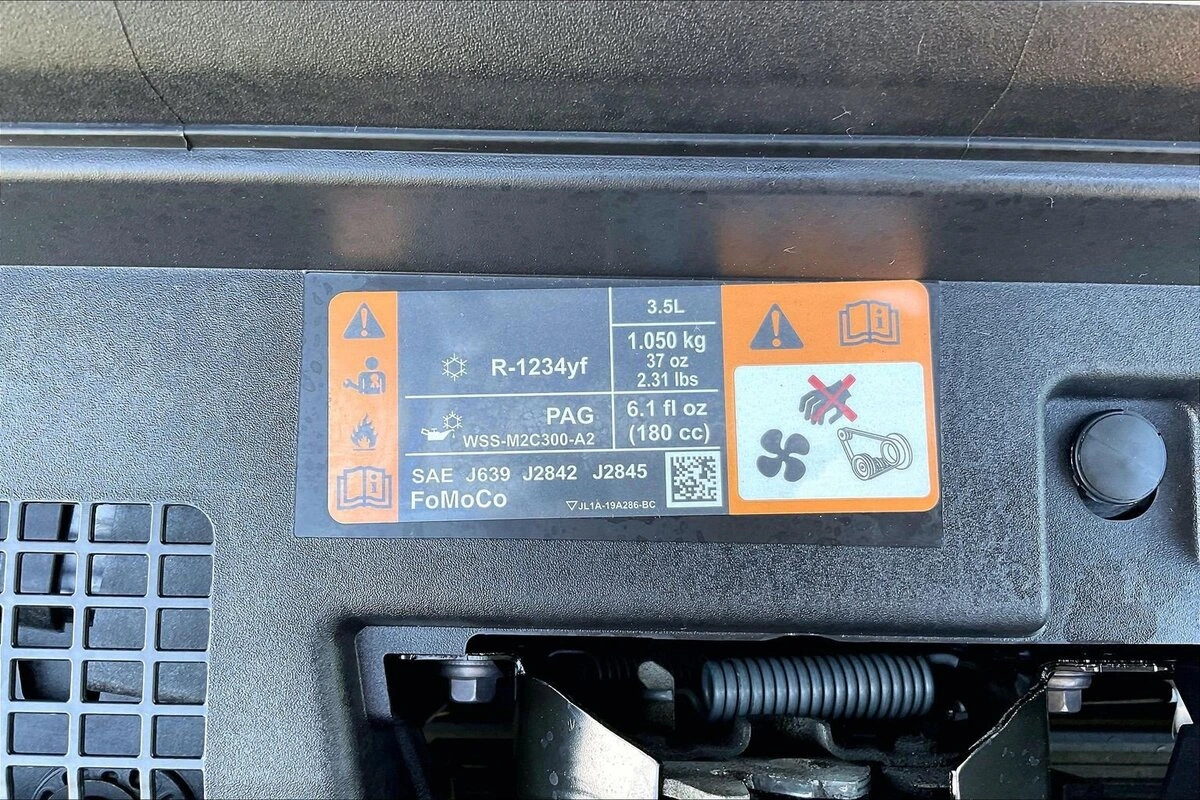 3.5L
R-1234yf
1.050 kg
37 oz
2.31 lbs
PAG
WSS-M2C300-A2
6.1 fl oz
(180 cc)
SAE J639 J2842 J2845
FoMoCo
JL1A-19A286-BC